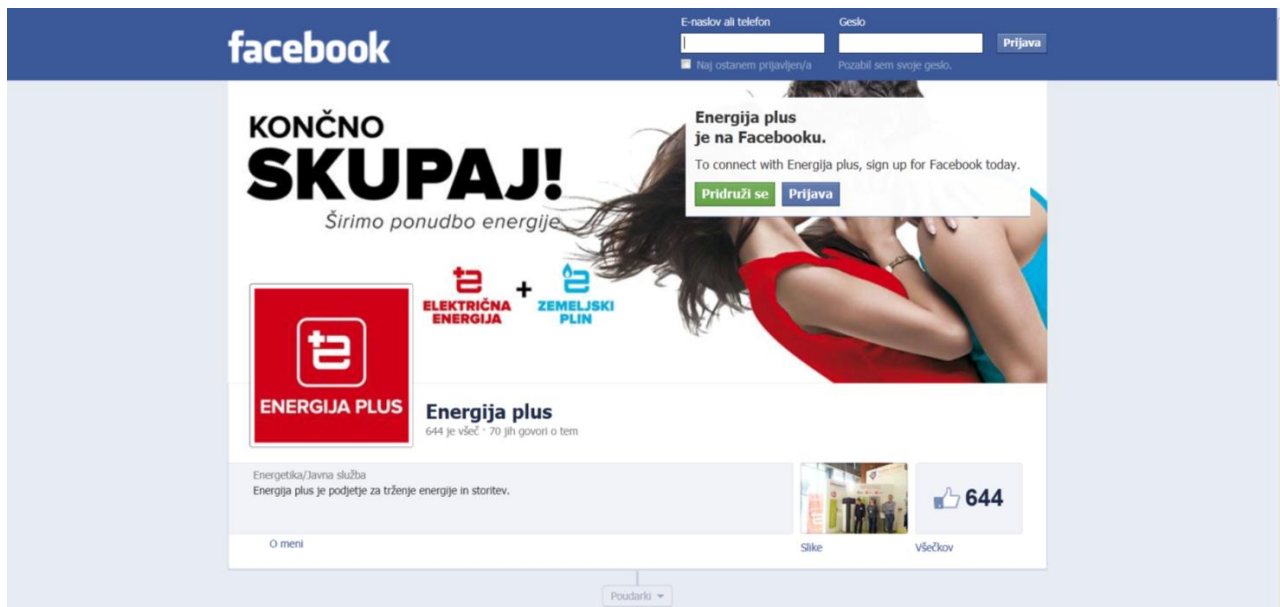 facebook
E-naslov ali telefon
Geslo
Prijava
Naj ostanem prijavljen/a
Pozabil sem svoje geslo.
KONČNO
SKUPAJ!
Širimo ponudbo energije
Energija plus
je na Facebooku.
To connect with Energija plus, sign up for Facebook today.
Pridruži se
Prijava
ELEKTRIČNA
ENERGIJA
+
ZEMELJSKI
PLIN
ENERGIJA PLUS
Energija plus
644 je všeč · 70 jih govori o tem
Energetika/Javna služba
Energija plus je podjetje za trženje energije in storitev.
644
O meni
Slike
Všečkov
Poudarki